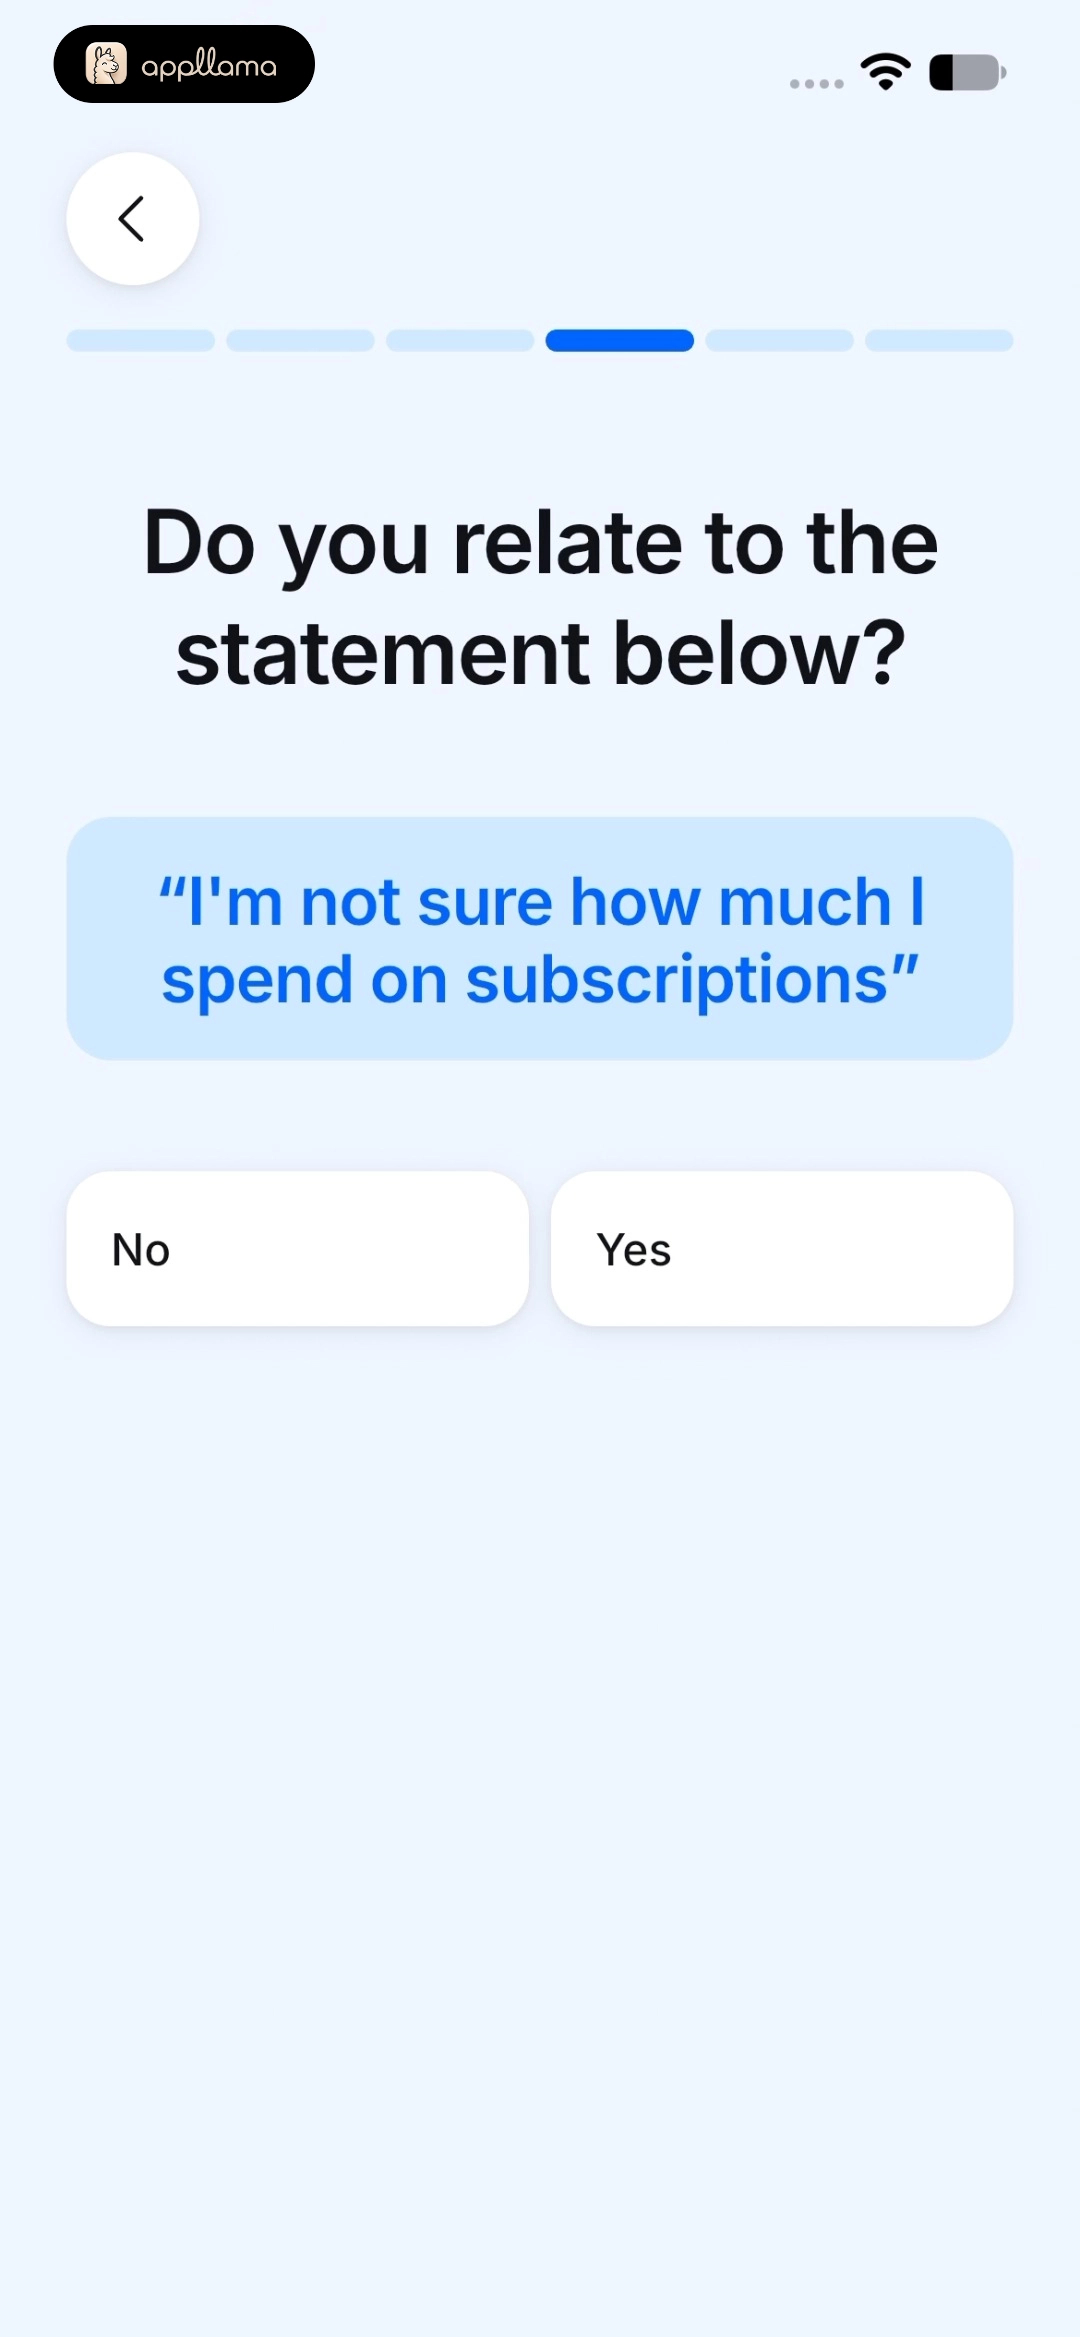 appllama
Do you relate to the
statement below?
“I'm not sure how much I
spend on subscriptions”
No
Yes